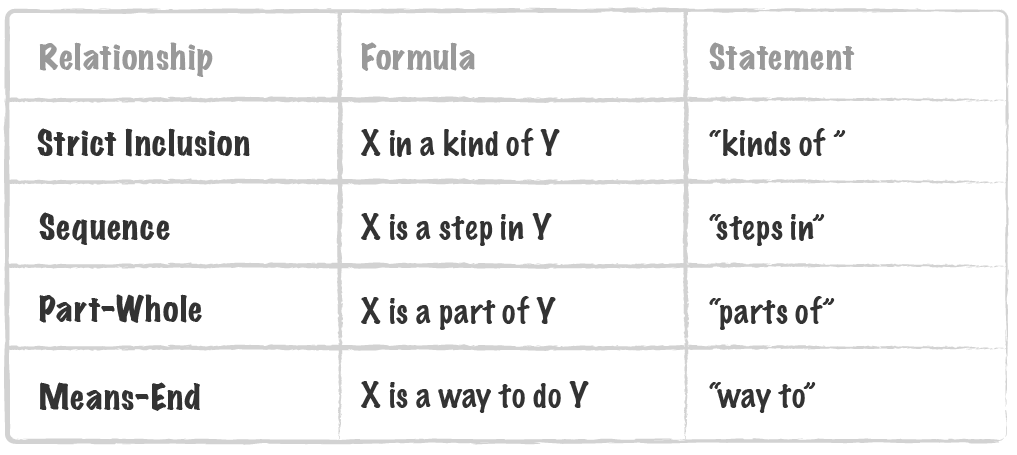 Relationship Formula Statement
Strict Inclusion X in a kind of Y “kinds of ”
Sequence X is a step in Y “steps in”
Part-Whole X is a part of Y “parts of”
Means-End X is a way to do Y “way to”